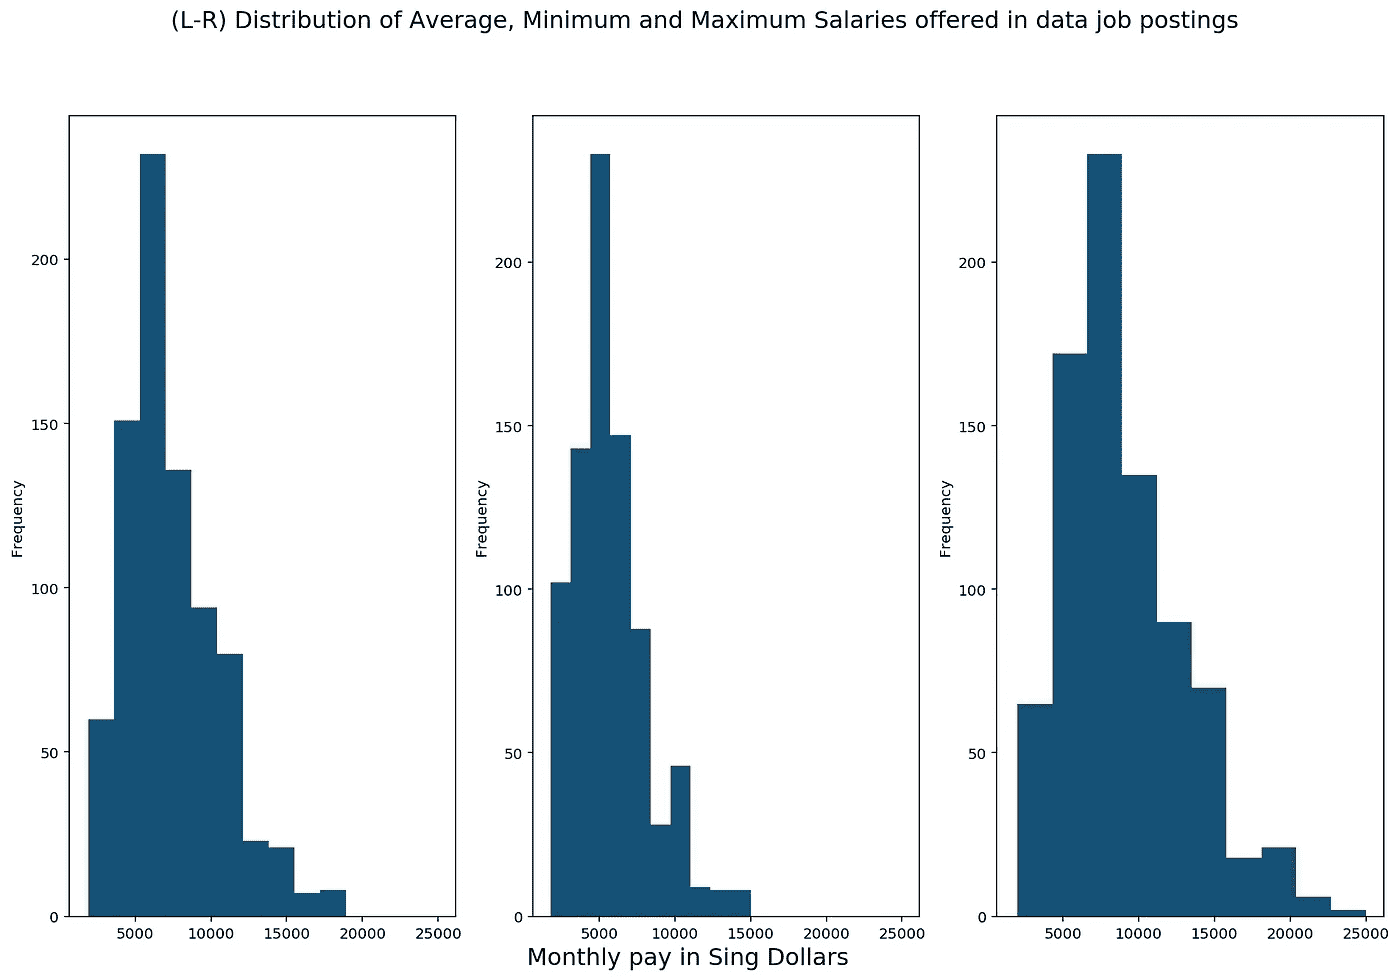 (L-R) Distribution of Average, Minimum and Maximum Salaries offered in data job postings
Frequency
200
150
100
50
0
5000 10000 15000 20000 25000
Frequency
200
150
100
50
0
5000 10000 15000 20000 25000
Frequency
200
150
100
50
0
5000 10000 15000 20000 25000
Monthly pay in Sing Dollars